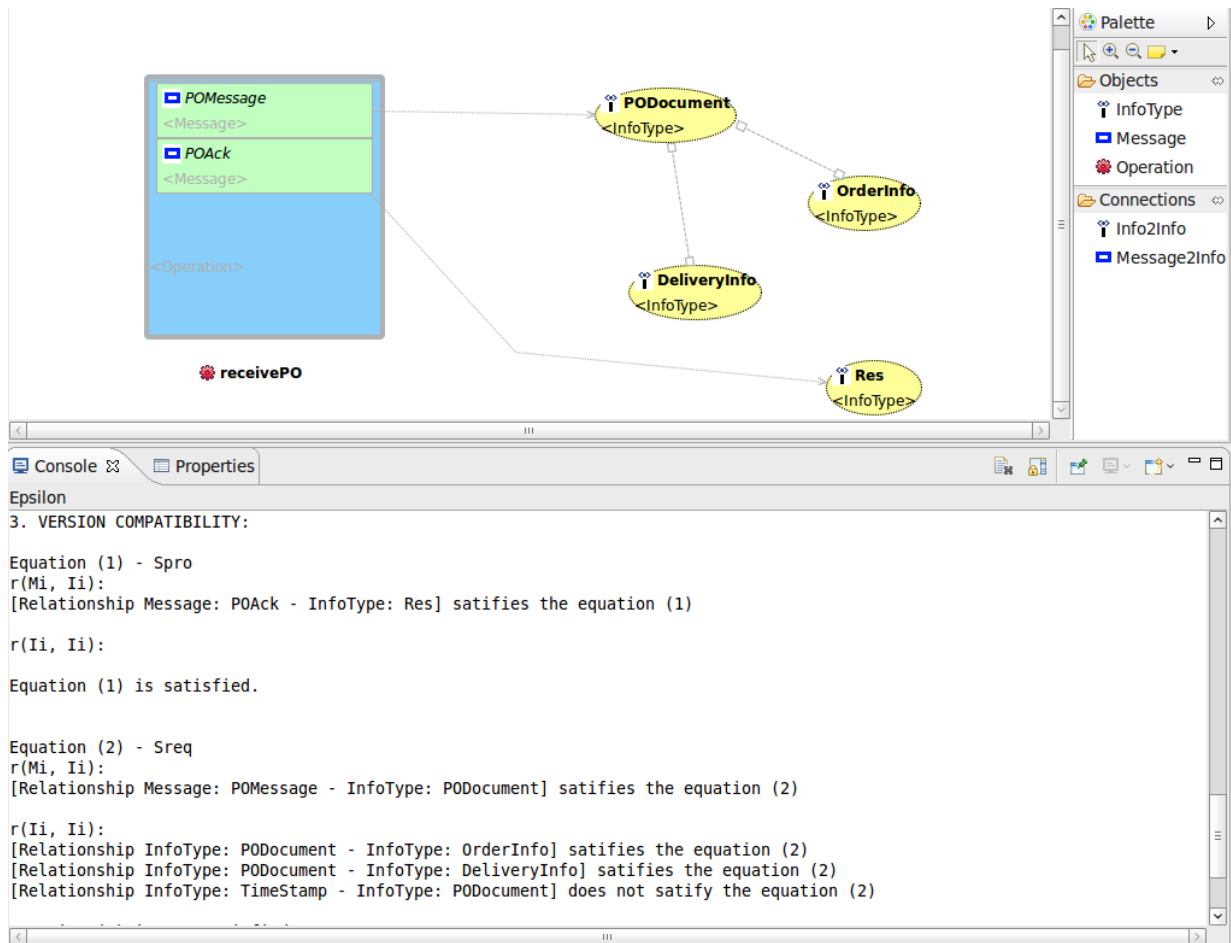 POMessage
<Message>
POAck
<Message>
<Operation>
receivePO
PODocument
<InfoType>
OrderInfo
<InfoType>
DeliveryInfo
<InfoType>
Res
<InfoType>
Palette
Objects
InfoType
Message
Operation
Connections
Info2Info
Message2Info
Console
Properties
Epsilon
3. VERSION COMPATIBILITY:
Equation (1) - Spro
r(Mi, Ii):
[Relationship Message: POAck - InfoType: Res] satifies the equation (1)
r(Ii, Ii):
Equation (1) is satisfied.
Equation (2) - Sreq
r(Mi, Ii):
[Relationship Message: POMessage - InfoType: PODocument] satifies the equation (2)
r(Ii, Ii):
[Relationship InfoType: PODocument - InfoType: OrderInfo] satifies the equation (2)
[Relationship InfoType: PODocument - InfoType: DeliveryInfo] satifies the equation (2)
[Relationship InfoType: TimeStamp - InfoType: PODocument] does not satify the equation (2)